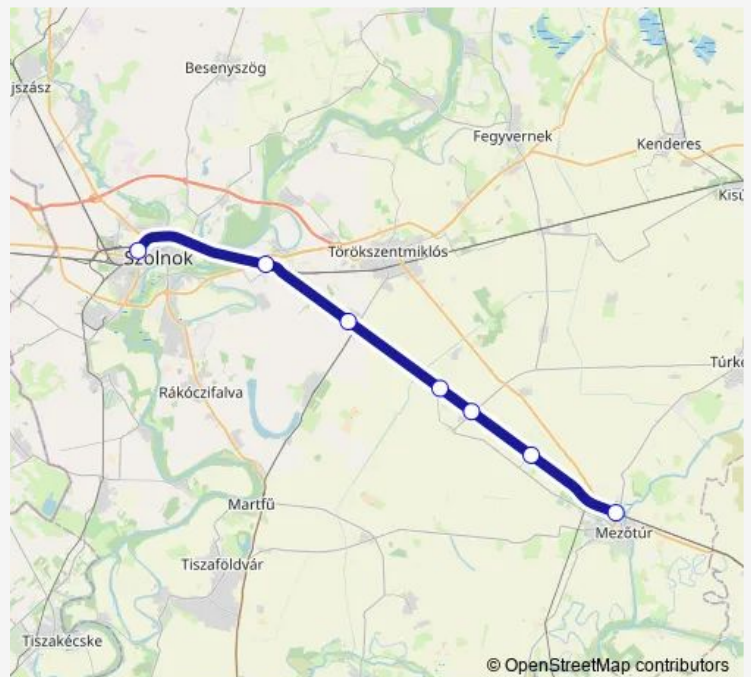 jszász
Besenyszög
Fegyvernek
Kenderes
Kisú
Szolnok
Törökszentmiklós
Túrke
Rákóczifalva
Martfű
Mezőtúr
Tiszaföldvár
Tiszakécske
© OpenStreetMap contributors